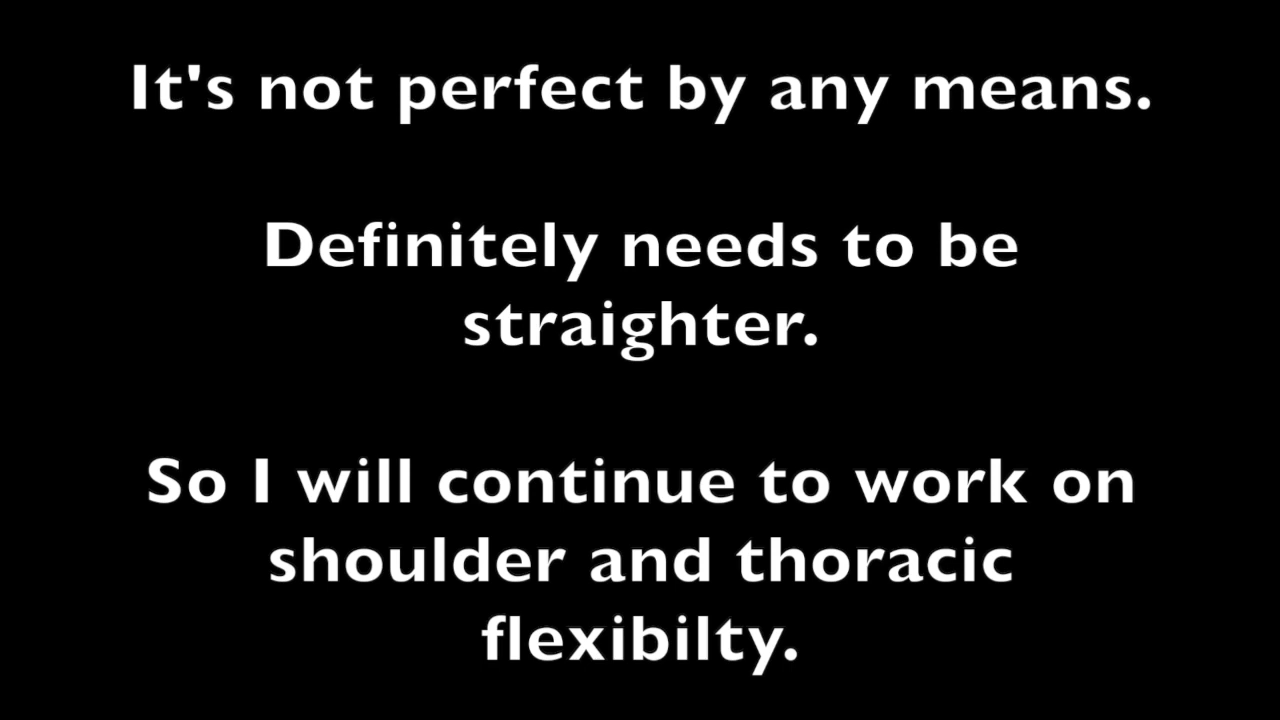 It's not perfect by any means.
Definitely needs to be
straighter.
So I will continue to work on
shoulder and thoracic
flexibilty.